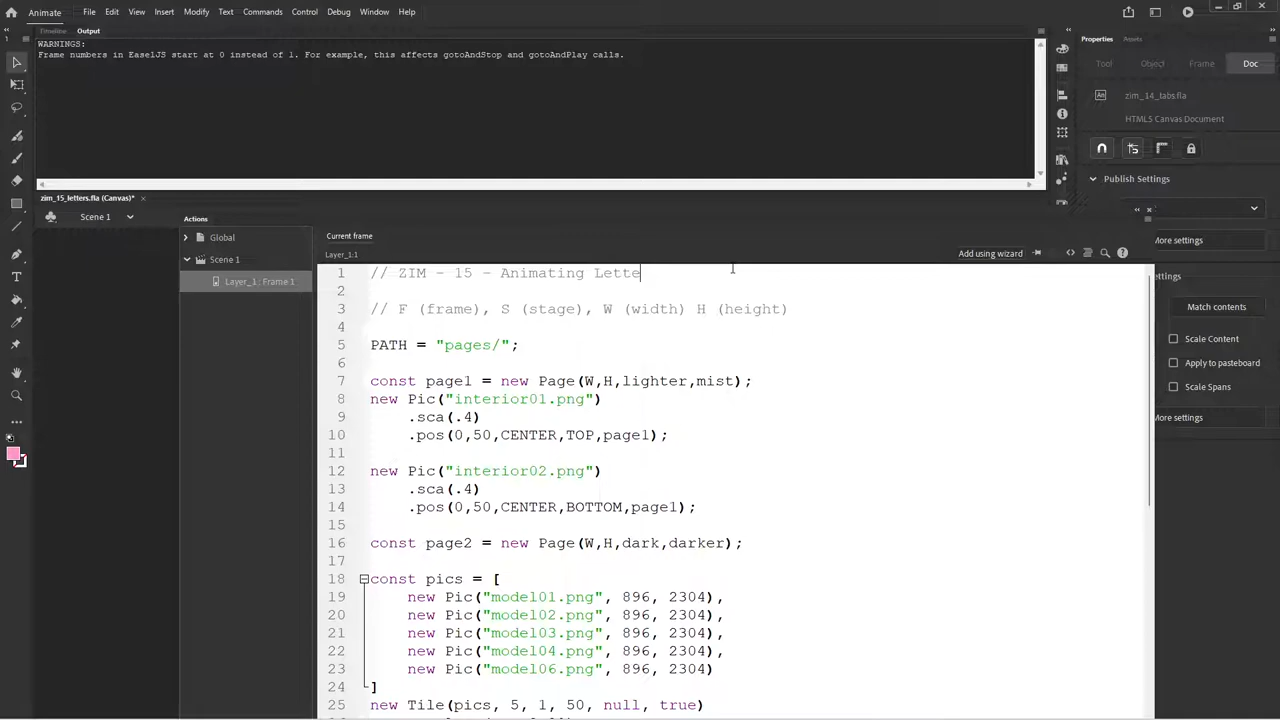 Animate File Edit View Insert Modify Text Commands Control Debug Window Help
Timeline Output
WARNINGS:
Frame numbers in EaselJS start at 0 instead of 1. For example, this affects gotoAndStop and gotoAndPlay calls.
Properties Assets
Tool Object Frame Doc
An zim_14_tabs.fla
HTML5 Canvas Document
Publish Settings
zim_15_letters.fla (Canvas)* ×
Scene 1
Actions
Global
Scene 1
Layer_1 : Frame 1
Current frame
Layer_1:1
Add using wizard
More settings
ettings
Match contents
Scale Content
Apply to pasteboard
Scale Spans
More settings
1 // ZIM - 15 - Animating Lette
2
3 // F (frame), S (stage), W (width) H (height)
4
5 PATH = "pages/";
6
7 const page1 = new Page(W,H,lighter,mist);
8 new Pic("interior01.png")
9 .sca(.4)
10 .pos(0,50,CENTER,TOP,page1);
11
12 new Pic("interior02.png")
13 .sca(.4)
14 .pos(0,50,CENTER,BOTTOM,page1);
15
16 const page2 = new Page(W,H,dark,darker);
17
18 const pics = [
19 new Pic("model01.png", 896, 2304),
20 new Pic("model02.png", 896, 2304),
21 new Pic("model03.png", 896, 2304),
22 new Pic("model04.png", 896, 2304),
23 new Pic("model06.png", 896, 2304)
24 ]
25 new Tile(pics, 5, 1, 50, null, true)